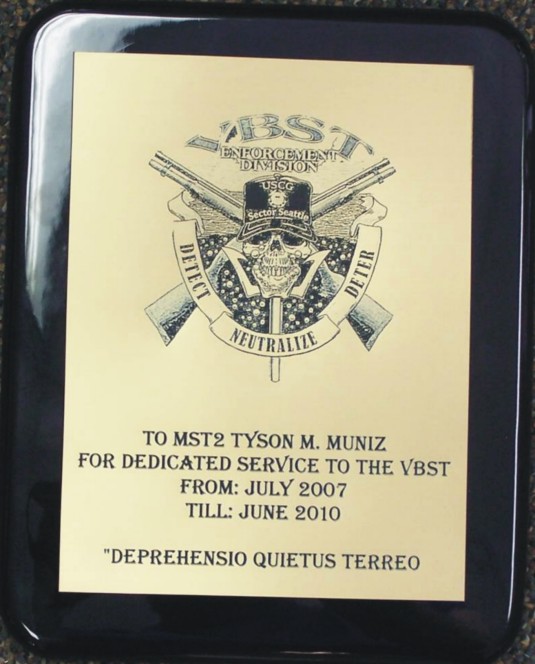 VBST
ENFORCEMENT
DIVISION
USCG
Sector Seattle
DETECT
NEUTRALIZE
DETER
TO MST2 TYSON M. MUNIZ
FOR DEDICATED SERVICE TO THE VBST
FROM: JULY 2007
TILL: JUNE 2010
"DEPREHENSIO QUIETUS TERREO